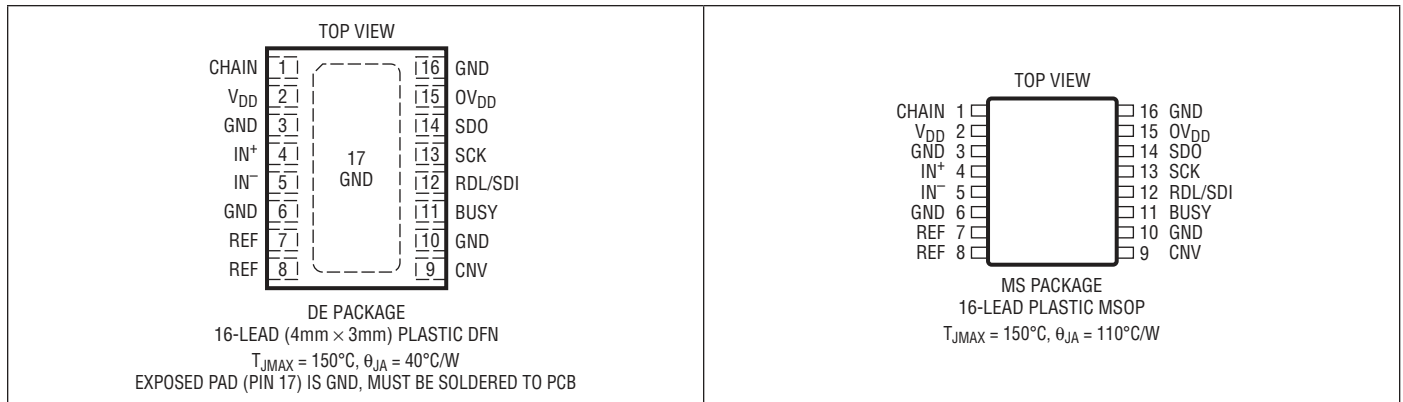 TOP VIEW
CHAIN 1 16 GND
VDD 2 15 OVDD
GND 3 14 SDO
IN+ 4 13 SCK
IN– 5 12 RDL/SDI
GND 6 11 BUSY
REF 7 10 GND
REF 8 9 CNV
17
GND
DE PACKAGE
16-LEAD (4mm × 3mm) PLASTIC DFN
TJMAX = 150°C, θJA = 40°C/W
EXPOSED PAD (PIN 17) IS GND, MUST BE SOLDERED TO PCB
TOP VIEW
CHAIN 1 16 GND
VDD 2 15 OVDD
GND 3 14 SDO
IN+ 4 13 SCK
IN– 5 12 RDL/SDI
GND 6 11 BUSY
REF 7 10 GND
REF 8 9 CNV
MS PACKAGE
16-LEAD PLASTIC MSOP
TJMAX = 150°C, θJA = 110°C/W